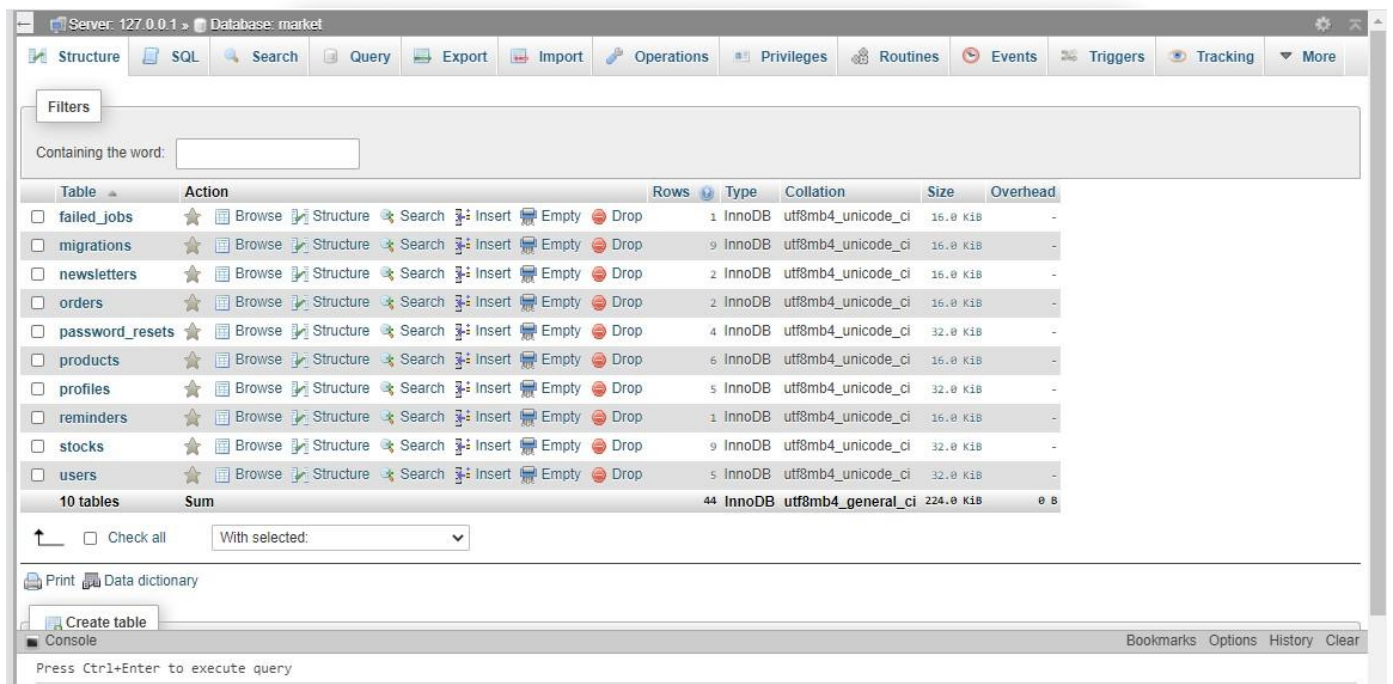 Server: 127.0.0.1 » Database: market
Structure SQL Search Query Export Import Operations Privileges Routines Events Triggers Tracking More
Filters
Containing the word:
Table Action Rows Type Collation Size Overhead
failed_jobs Browse Structure Search Insert Empty Drop 1 InnoDB utf8mb4_unicode_ci 16.0 KiB -
migrations Browse Structure Search Insert Empty Drop 9 InnoDB utf8mb4_unicode_ci 16.0 KiB -
newsletters Browse Structure Search Insert Empty Drop 2 InnoDB utf8mb4_unicode_ci 16.0 KiB -
orders Browse Structure Search Insert Empty Drop 2 InnoDB utf8mb4_unicode_ci 16.0 KiB -
password_resets Browse Structure Search Insert Empty Drop 4 InnoDB utf8mb4_unicode_ci 32.0 KiB -
products Browse Structure Search Insert Empty Drop 6 InnoDB utf8mb4_unicode_ci 16.0 KiB -
profiles Browse Structure Search Insert Empty Drop 5 InnoDB utf8mb4_unicode_ci 32.0 KiB -
reminders Browse Structure Search Insert Empty Drop 1 InnoDB utf8mb4_unicode_ci 16.0 KiB -
stocks Browse Structure Search Insert Empty Drop 9 InnoDB utf8mb4_unicode_ci 32.0 KiB -
users Browse Structure Search Insert Empty Drop 5 InnoDB utf8mb4_unicode_ci 32.0 KiB -
10 tables Sum 44 InnoDB utf8mb4_general_ci 224.0 KiB 0 B
Check all With selected:
Print Data dictionary
Create table
Console Bookmarks Options History Clear
Press Ctrl+Enter to execute query